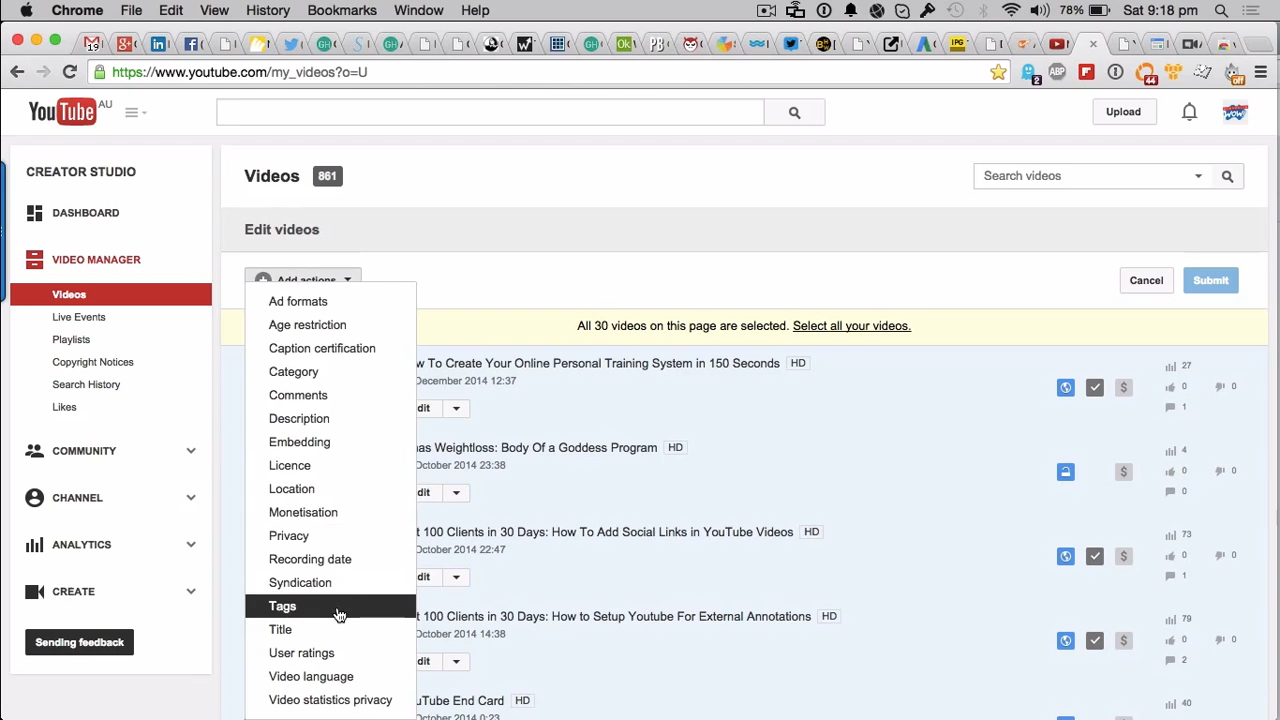 Chrome File Edit View History Bookmarks Window Help 78% Sat 9:18 pm
https://www.youtube.com/my_videos?o=U
YouTube AU
Upload
CREATOR STUDIO
DASHBOARD
VIDEO MANAGER
Videos
Live Events
Playlists
Copyright Notices
Search History
Likes
COMMUNITY
CHANNEL
ANALYTICS
CREATE
Sending feedback
Videos 861
Search videos
Edit videos
Add actions
Cancel Submit
All 30 videos on this page are selected. Select all your videos.
Ad formats
Age restriction
Caption certification
Category
Comments
Description
Embedding
Licence
Location
Monetisation
Privacy
Recording date
Syndication
Tags
Title
User ratings
Video language
Video statistics privacy
w To Create Your Online Personal Training System in 150 Seconds HD
December 2014 12:37
dit
27
0 0
1
as Weightloss: Body Of a Goddess Program HD
October 2014 23:38
dit
4
0 0
0
t 100 Clients in 30 Days: How To Add Social Links in YouTube Videos HD
October 2014 22:47
dit
73
0 0
1
t 100 Clients in 30 Days: How to Setup Youtube For External Annotations HD
October 2014 14:38
dit
79
0 0
2
uTube End Card HD
October 2014 0:23
40